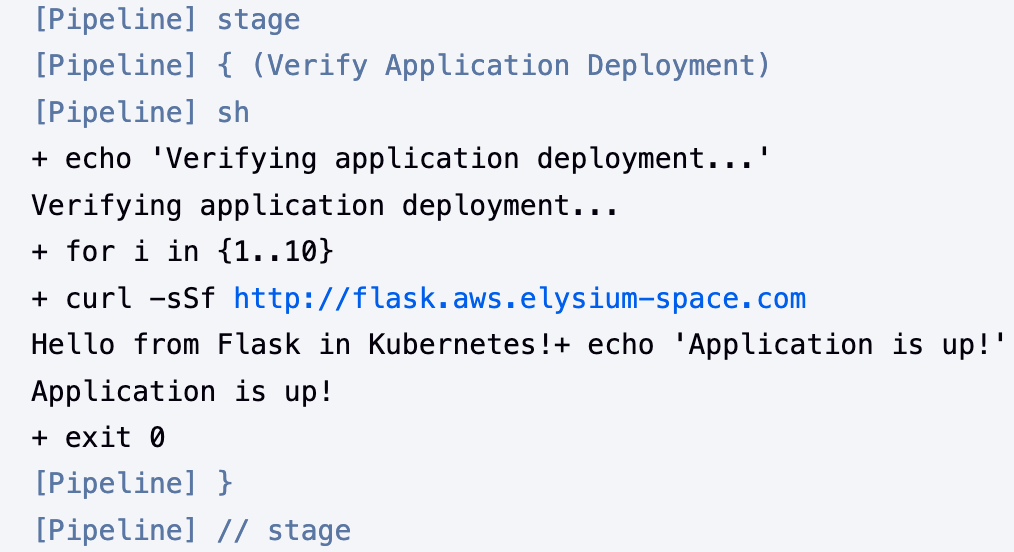 [Pipeline] stage
[Pipeline] { (Verify Application Deployment)
[Pipeline] sh
+ echo 'Verifying application deployment...'
Verifying application deployment...
+ for i in {1..10}
+ curl -sSf http://flask.aws.elysium-space.com
Hello from Flask in Kubernetes!+ echo 'Application is up!'
Application is up!
+ exit 0
[Pipeline] }
[Pipeline] // stage